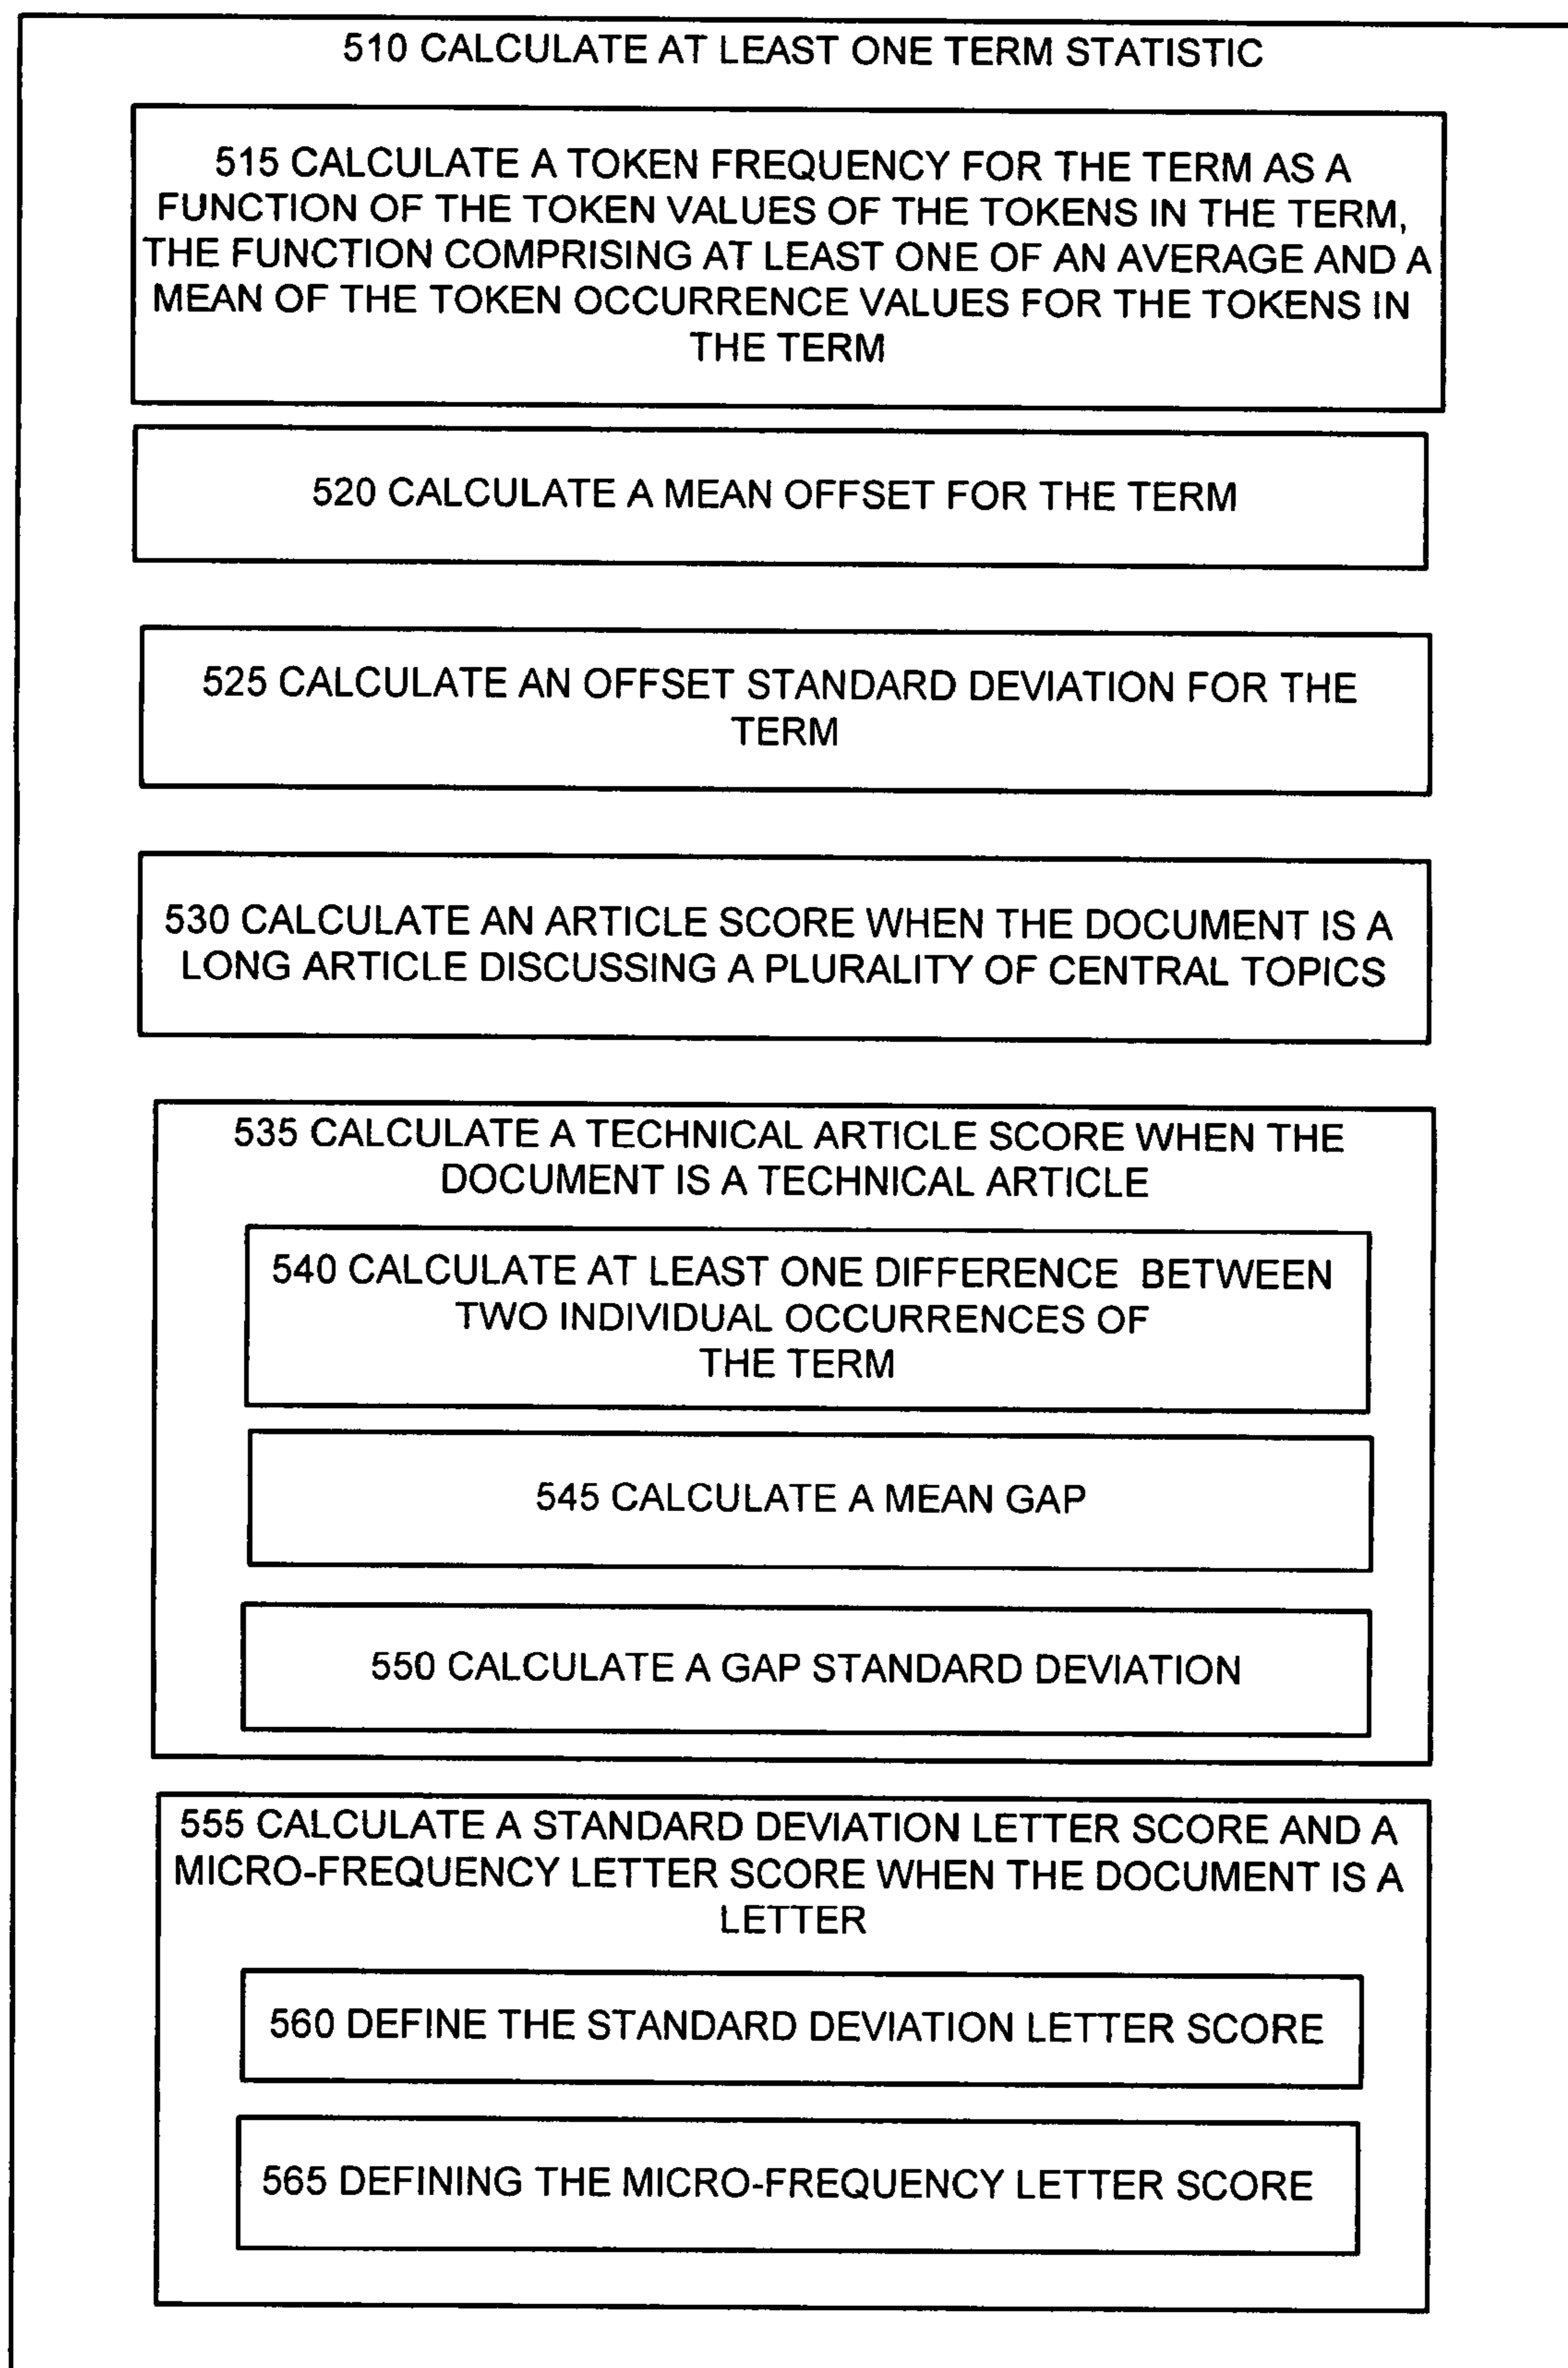 510 CALCULATE AT LEAST ONE TERM STATISTIC
515 CALCULATE A TOKEN FREQUENCY FOR THE TERM AS A
FUNCTION OF THE TOKEN VALUES OF THE TOKENS IN THE TERM,
THE FUNCTION COMPRISING AT LEAST ONE OF AN AVERAGE AND A
MEAN OF THE TOKEN OCCURRENCE VALUES FOR THE TOKENS IN
THE TERM
520 CALCULATE A MEAN OFFSET FOR THE TERM
525 CALCULATE AN OFFSET STANDARD DEVIATION FOR THE
TERM
530 CALCULATE AN ARTICLE SCORE WHEN THE DOCUMENT IS A
LONG ARTICLE DISCUSSING A PLURALITY OF CENTRAL TOPICS
535 CALCULATE A TECHNICAL ARTICLE SCORE WHEN THE
DOCUMENT IS A TECHNICAL ARTICLE
540 CALCULATE AT LEAST ONE DIFFERENCE BETWEEN
TWO INDIVIDUAL OCCURRENCES OF
THE TERM
545 CALCULATE A MEAN GAP
550 CALCULATE A GAP STANDARD DEVIATION
555 CALCULATE A STANDARD DEVIATION LETTER SCORE AND A
MICRO-FREQUENCY LETTER SCORE WHEN THE DOCUMENT IS A
LETTER
560 DEFINE THE STANDARD DEVIATION LETTER SCORE
565 DEFINING THE MICRO-FREQUENCY LETTER SCORE